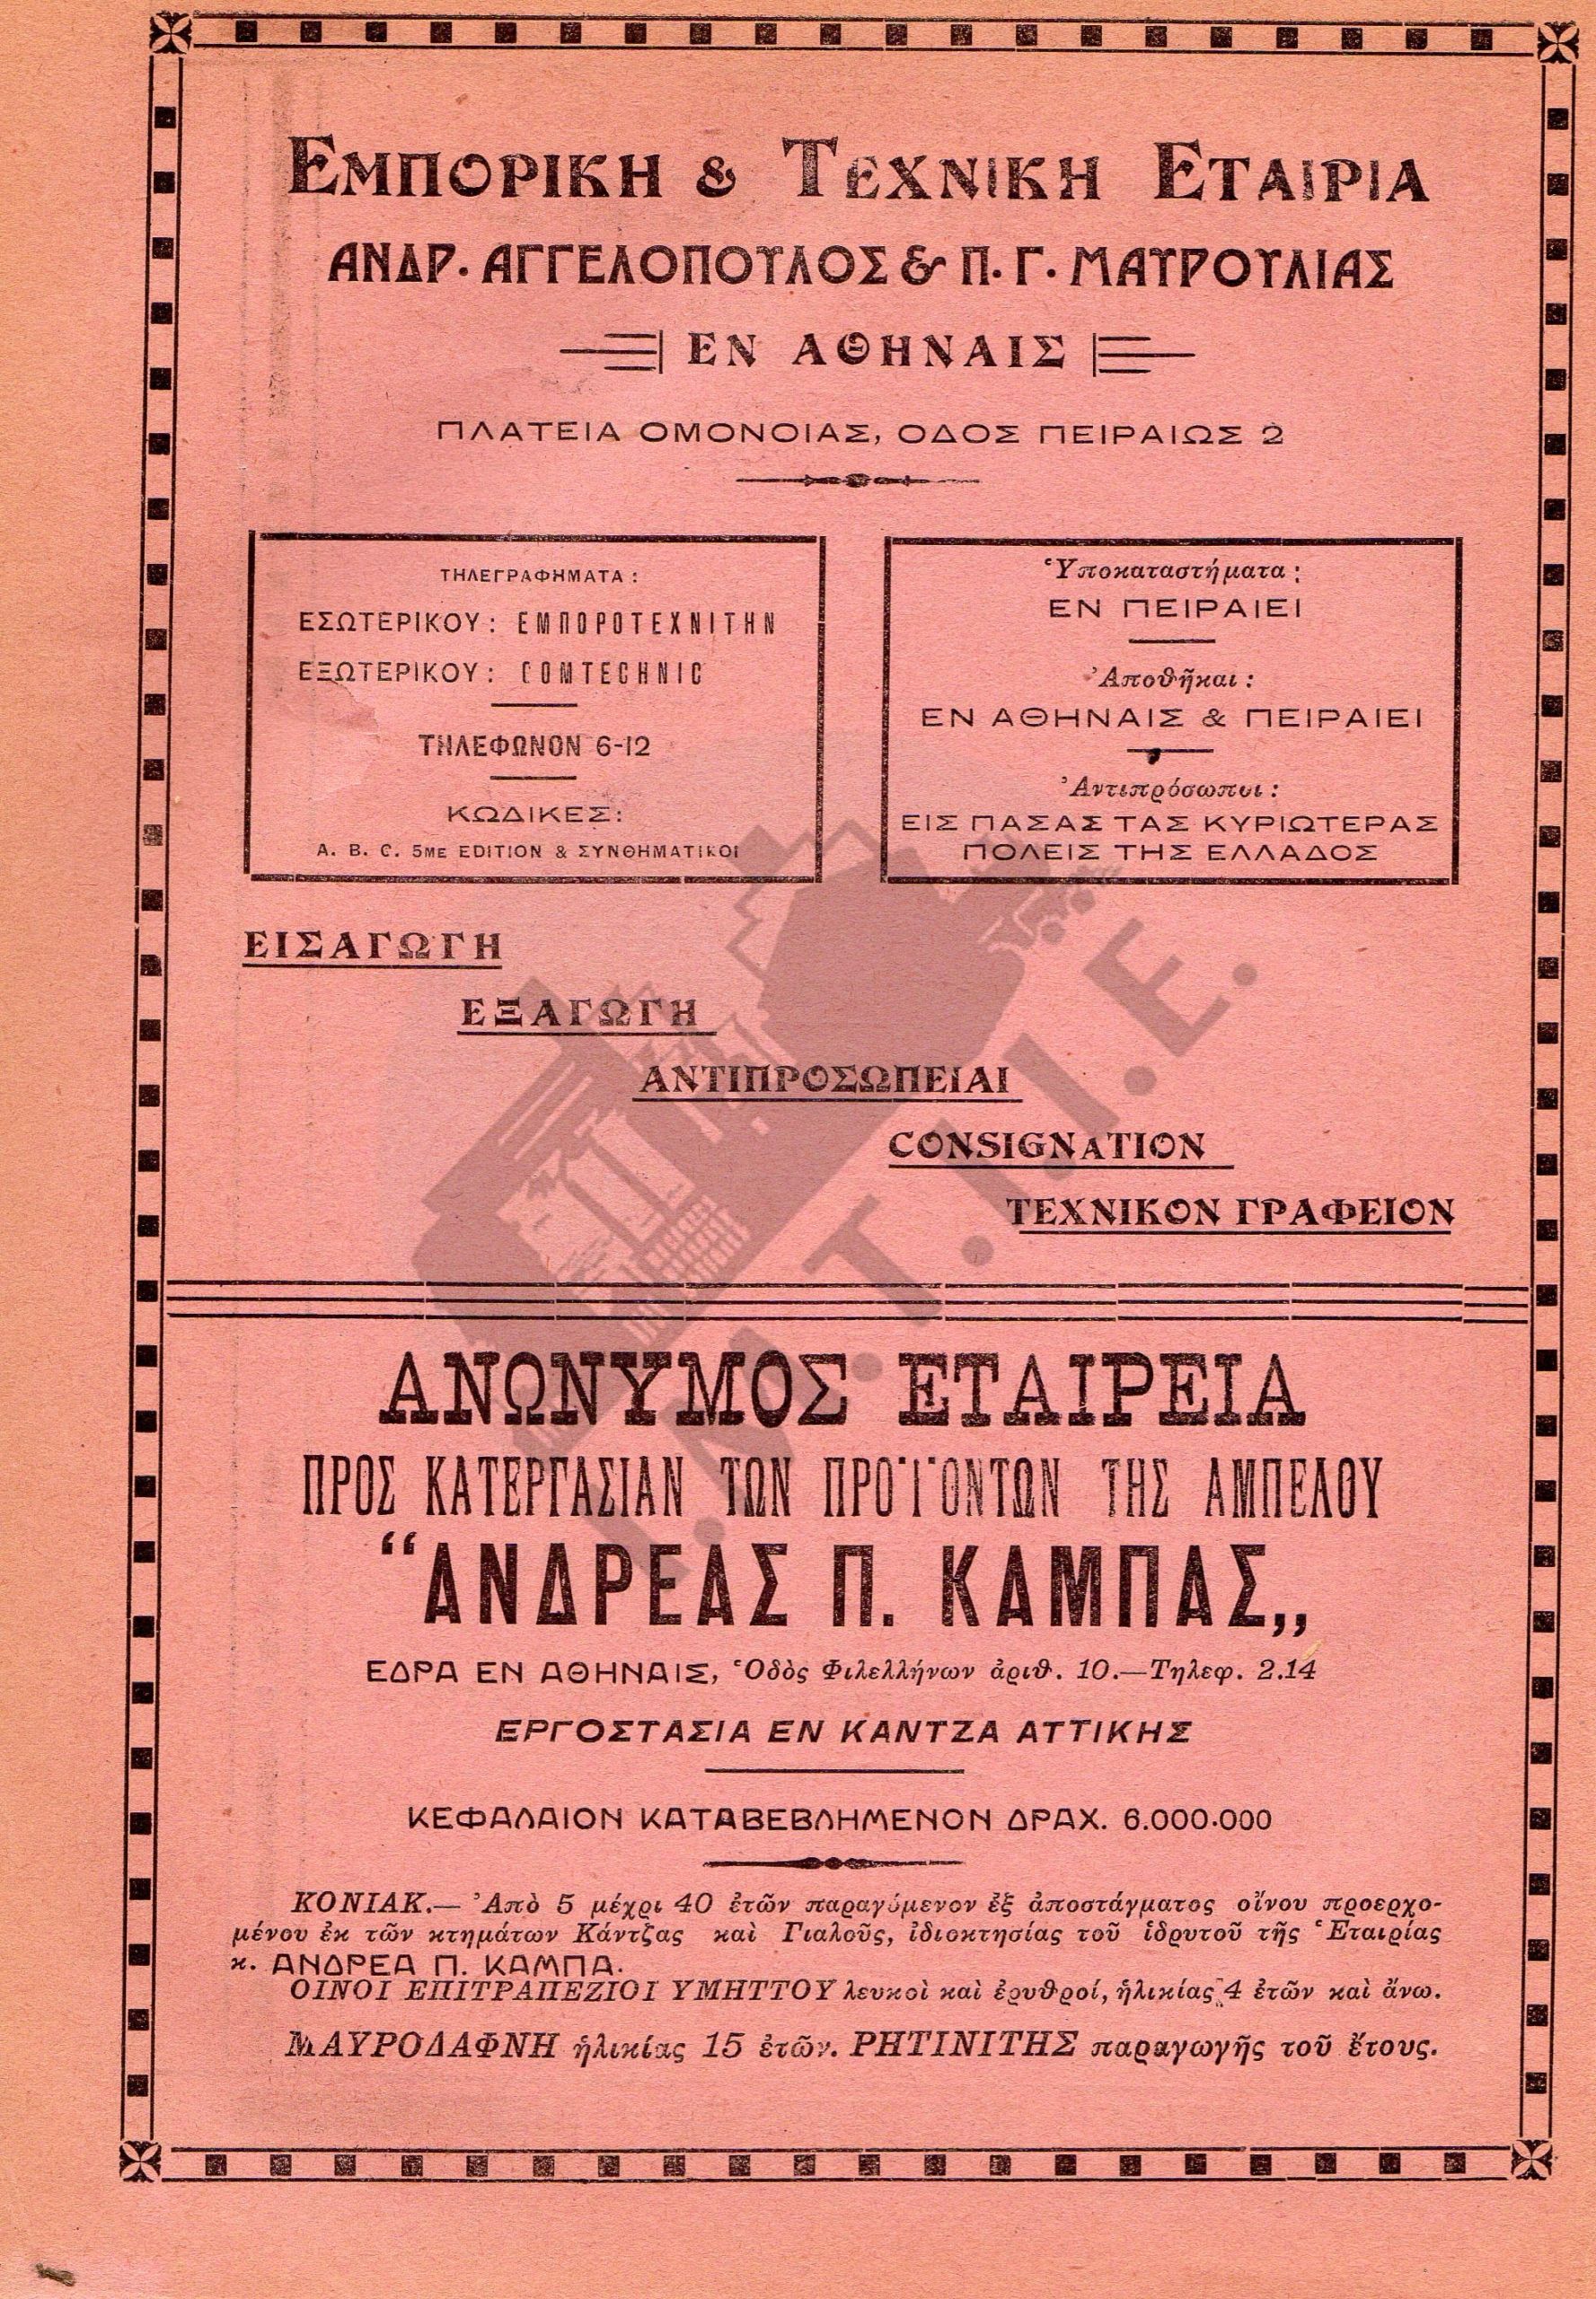 ΕΜΠΟΡΙΚΗ & ΤΕΧΝΙΚΗ ΕΤΑΙΡΙΑ
ΑΝΔΡ. ΑΓΓΕΛΟΠΟΥΛΟΣ & Π. Γ. ΜΑΥΡΟΥΛΙΑΣ
ΕΝ ΑΘΗΝΑΙΣ
ΠΛΑΤΕΙΑ ΟΜΟΝΟΙΑΣ, ΟΔΟΣ ΠΕΙΡΑΙΩΣ 2
ΤΗΛΕΓΡΑΦΗΜΑΤΑ :
ΕΣΩΤΕΡΙΚΟΥ : ΕΜΠΟΡΟΤΕΧΝΙΤΗΝ
ΕΞΩΤΕΡΙΚΟΥ : COMTECHNIC
ΤΗΛΕΦΩΝΟΝ 6-12
ΚΩΔΙΚΕΣ:
A. B. C. 5ME EDITION & ΣΥΝΘΗΜΑΤΙΚΟΙ
Ὑποκαταστήματα :
ΕΝ ΠΕΙΡΑΙΕΙ
Ἀποθῆκαι :
ΕΝ ΑΘΗΝΑΙΣ & ΠΕΙΡΑΙΕΙ
Ἀντιπρόσωποι :
ΕΙΣ ΠΑΣΑΣ ΤΑΣ ΚΥΡΙΩΤΕΡΑΣ
ΠΟΛΕΙΣ ΤΗΣ ΕΛΛΑΔΟΣ
ΕΙΣΑΓΩΓΗ
ΕΞΑΓΩΓΗ
ΑΝΤΙΠΡΟΣΩΠΕΙΑΙ
CONSIGNATION
ΤΕΧΝΙΚΟΝ ΓΡΑΦΕΙΟΝ
ΑΝΩΝΥΜΟΣ ΕΤΑΙΡΕΙΑ
ΠΡΟΣ ΚΑΤΕΡΓΑΣΙΑΝ ΤΩΝ ΠΡΟΪΟΝΤΩΝ ΤΗΣ ΑΜΠΕΛΟΥ
“ΑΝΔΡΕΑΣ Π. ΚΑΜΠΑΣ„
ΕΔΡΑ ΕΝ ΑΘΗΝΑΙΣ, Ὁδὸς Φιλελλήνων ἀριθ. 10.—Τηλεφ. 2.14
ΕΡΓΟΣΤΑΣΙΑ ΕΝ ΚΑΝΤΖΑ ΑΤΤΙΚΗΣ
ΚΕΦΑΛΑΙΟΝ ΚΑΤΑΒΕΒΛΗΜΕΝΟΝ ΔΡΑΧ. 6.000.000
ΚΟΝΙΑΚ.— Ἀπὸ 5 μέχρι 40 ἐτῶν παραγόμενον ἐξ ἀποστάγματος οἴνου προερχο-
μένου ἐκ τῶν κτημάτων Κάντζας καὶ Γιαλοῦς, ἰδιοκτησίας τοῦ ἱδρυτοῦ τῆς Ἑταιρίας
κ. ΑΝΔΡΕΑ Π. ΚΑΜΠΑ.
ΟΙΝΟΙ ΕΠΙΤΡΑΠΕΖΙΟΙ ΥΜΗΤΤΟΥ λευκοὶ καὶ ἐρυθροί, ἡλικίας 4 ἐτῶν καὶ ἄνω.
ΜΑΥΡΟΔΑΦΝΗ ἡλικίας 15 ἐτῶν. ΡΗΤΙΝΙΤΗΣ παραγωγῆς τοῦ ἔτους.